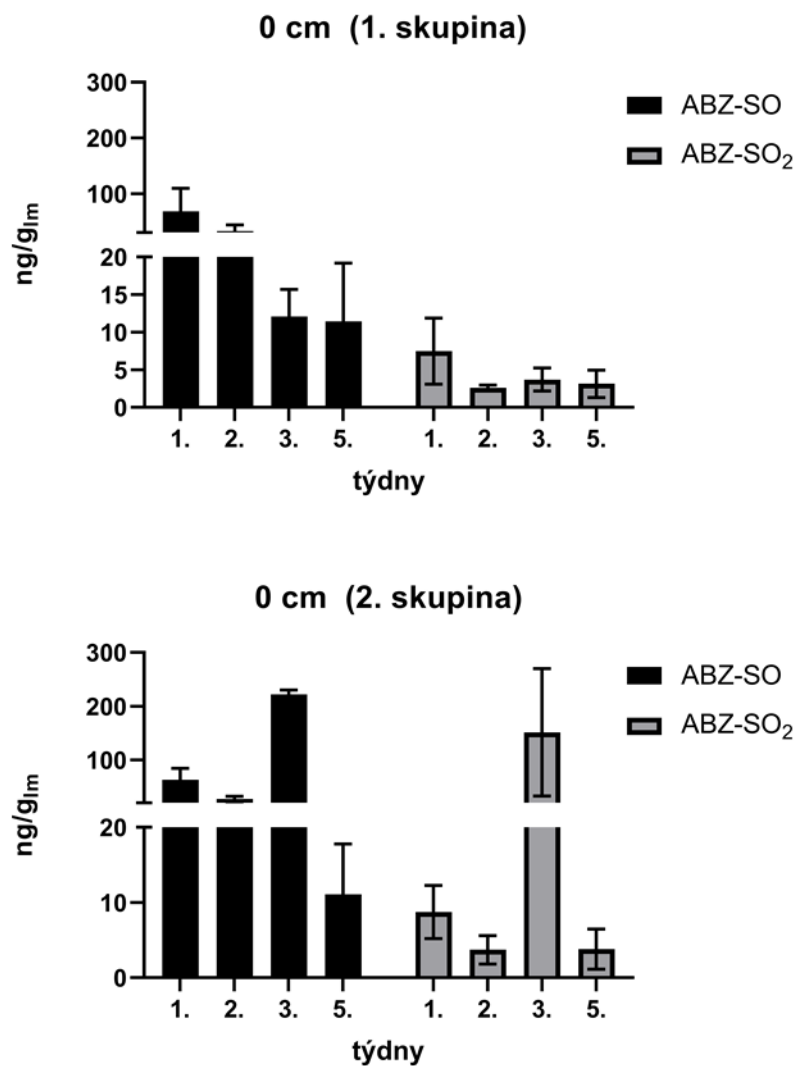 0 cm (1. skupina)
300
200
100
20
15
10
5
0
ng/glm
ABZ-SO
ABZ-SO2
1. 2. 3. 5. 1. 2. 3. 5.
týdny
0 cm (2. skupina)
300
200
100
20
10
0
ng/glm
ABZ-SO
ABZ-SO2
1. 2. 3. 5. 1. 2. 3. 5.
týdny